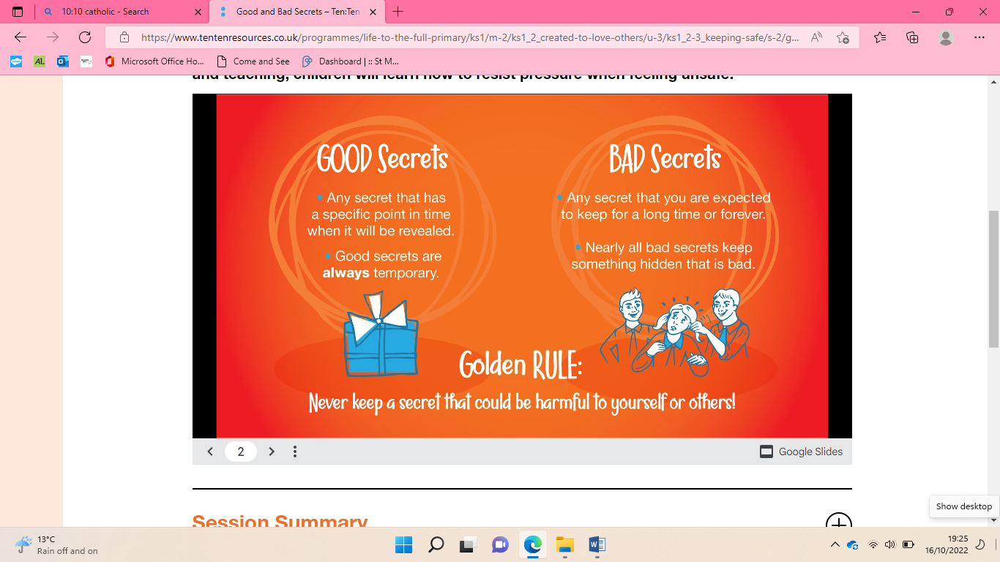 10:10 catholic - Search
Good and Bad Secrets – Ten:Ten
https://www.tentenresources.co.uk/programmes/life-to-the-full-primary/ks1/m-2/ks1_2_created-to-love-others/u-3/ks1_2-3_keeping-safe/s-2/g...
Microsoft Office Ho...
Come and See
Dashboard | :: St M...
and teaching, children will learn how to resist pressure when feeling unsafe.
GOOD Secrets
• Any secret that has
a specific point in time
when it will be revealed.
• Good secrets are
always temporary.
BAD Secrets
• Any secret that you are expected
to keep for a long time or forever.
• Nearly all bad secrets keep
something hidden that is bad.
Golden RULE:
Never keep a secret that could be harmful to yourself or others!
2
Google Slides
Session Summary
Show desktop
13°C
Rain off and on
19:25
16/10/2022